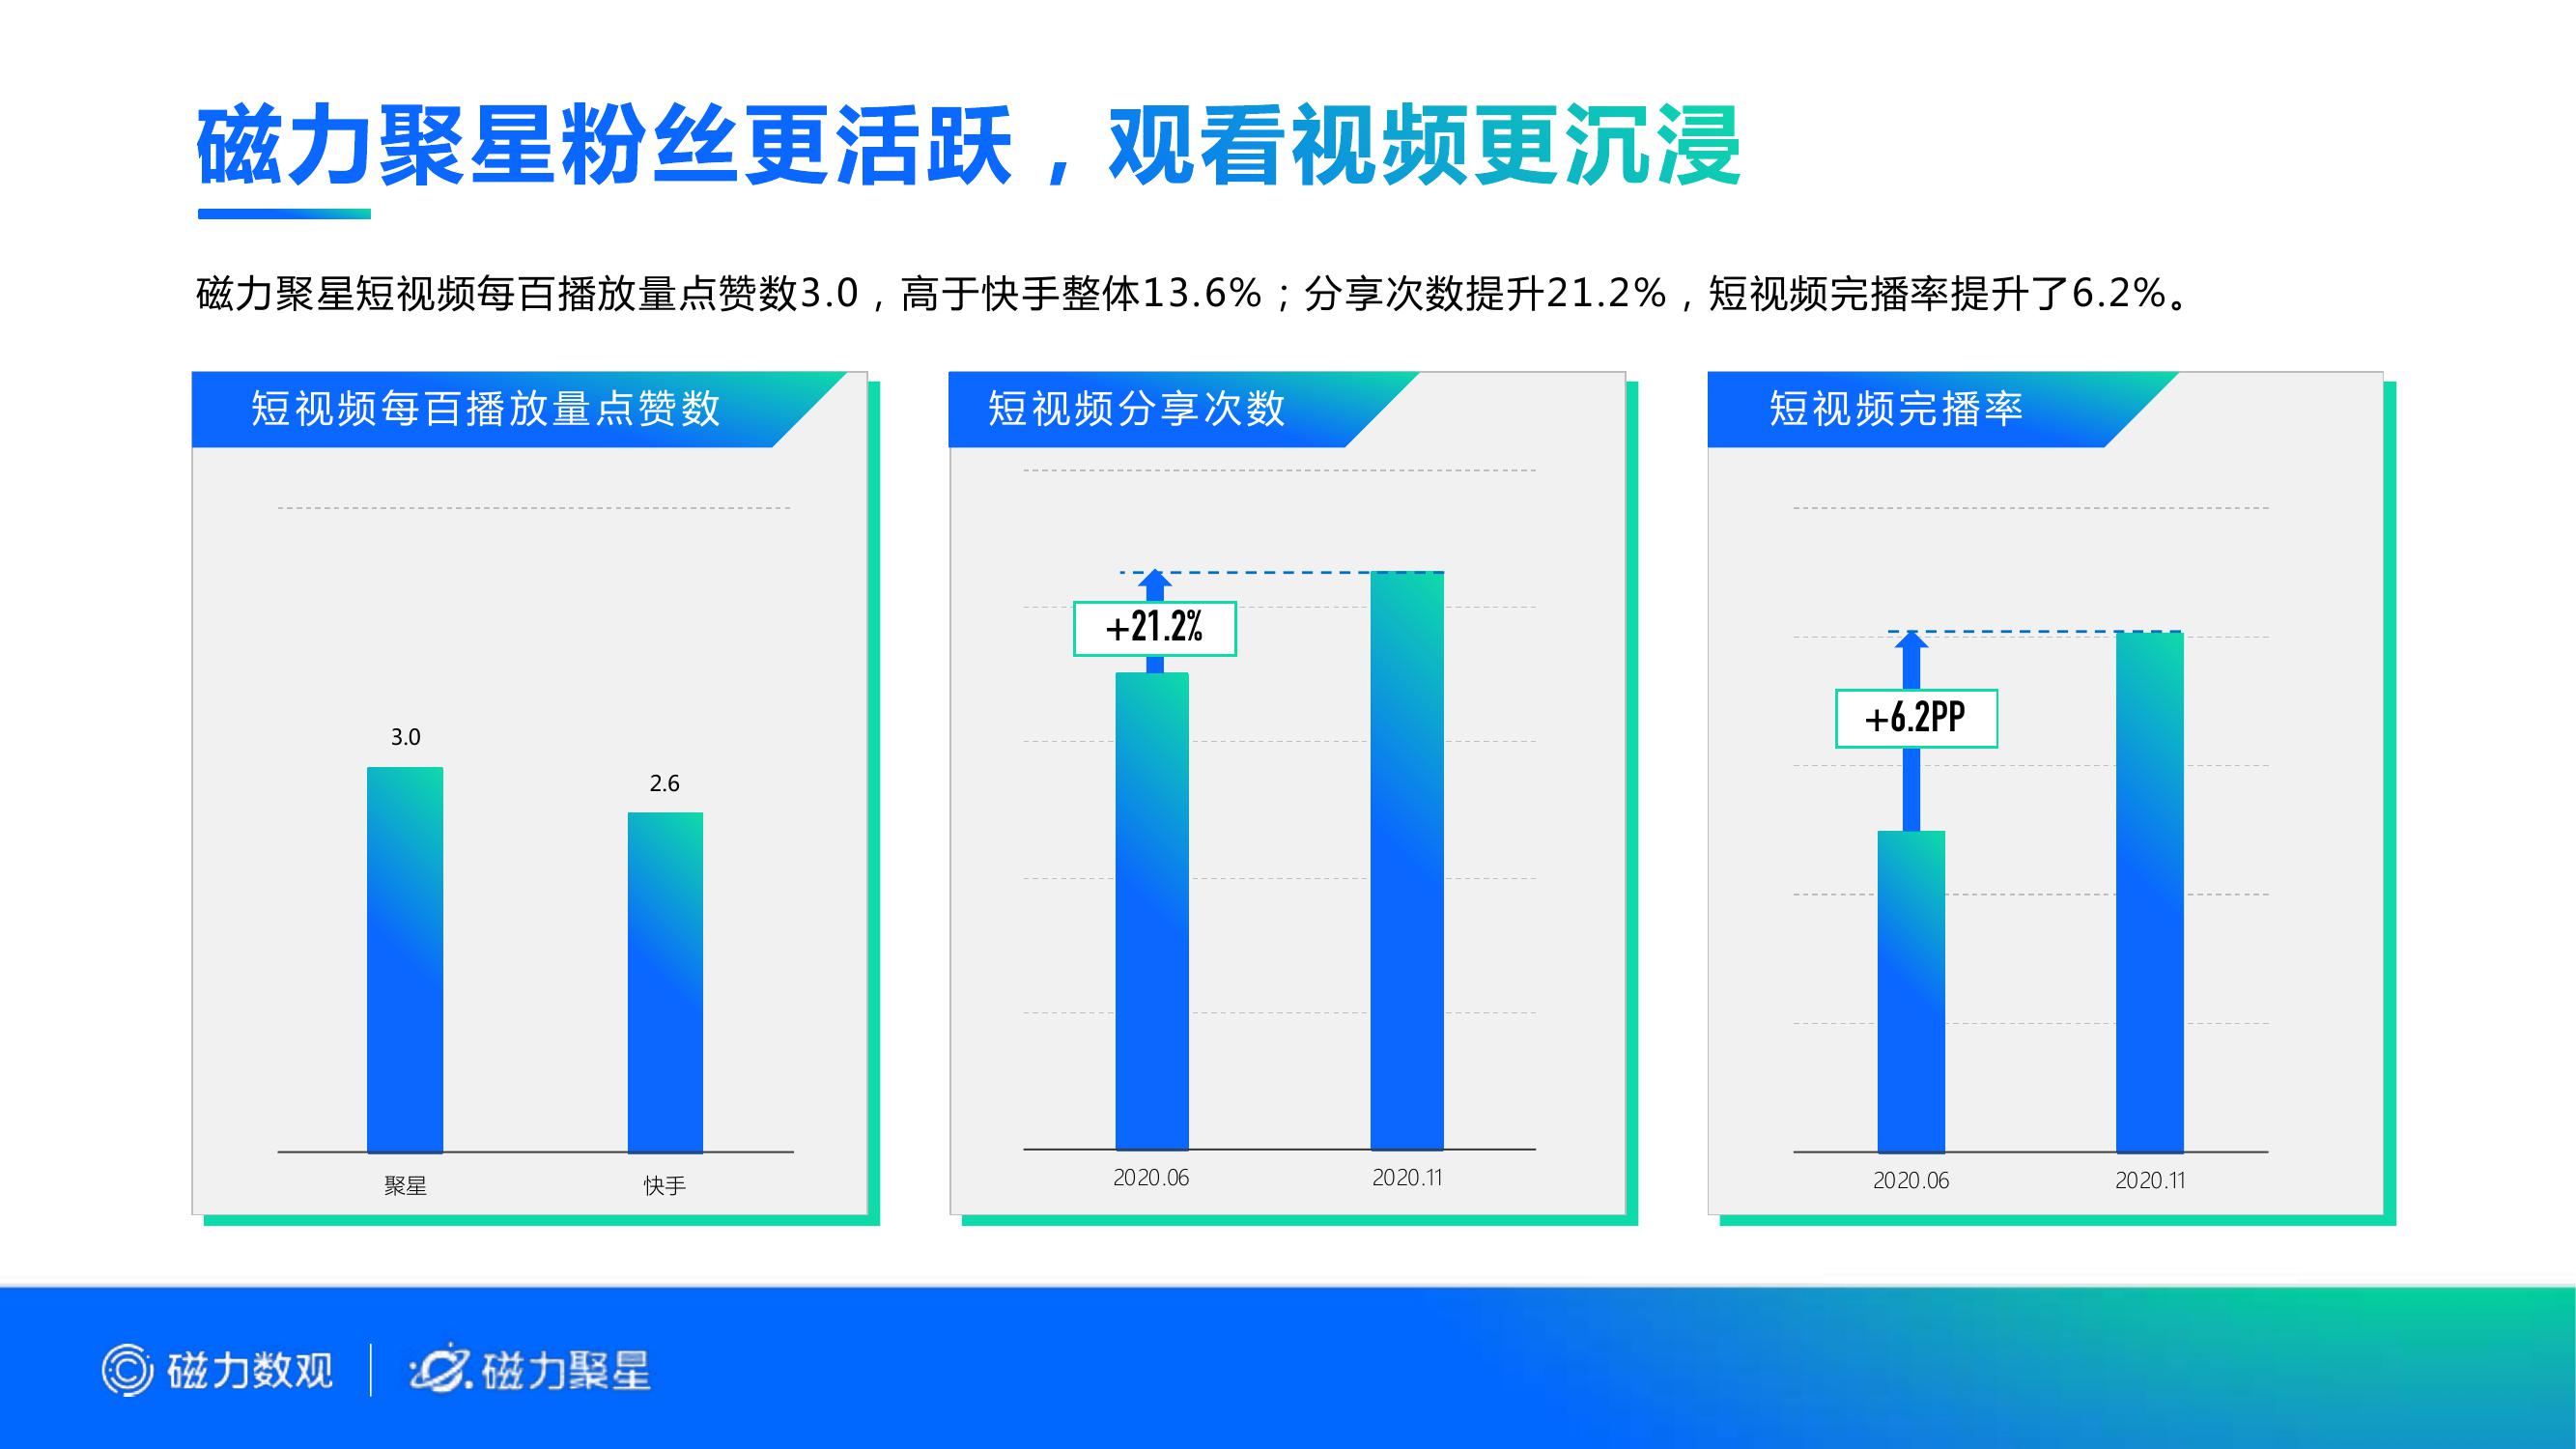 磁力聚星粉丝更活跃，观看视频更沉浸
磁力聚星短视频每百播放量点赞数3.0，高于快手整体13.6%；分享次数提升21.2%，短视频完播率提升了6.2%。
短视频每百播放量点赞数
3.0
2.6
聚星
快手
短视频分享次数
+21.2%
2020.06
2020.11
短视频完播率
+6.2PP
2020.06
2020.11
磁力数观
磁力聚星